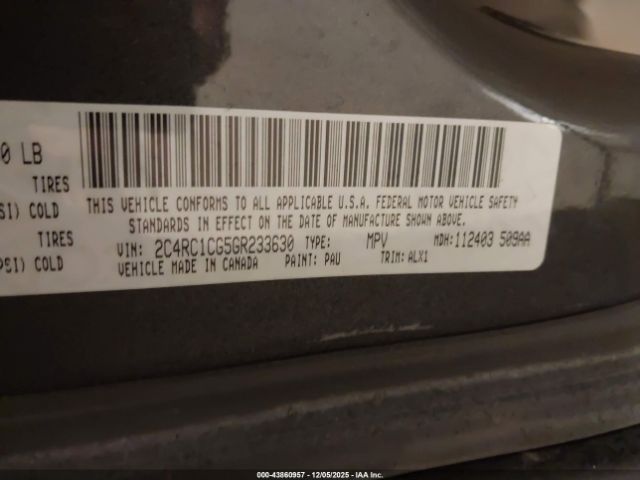 0 LB
TIRES
SI) COLD
TIRES
PSI) COLD
THIS VEHICLE CONFORMS TO ALL APPLICABLE U.S.A. FEDERAL MOTOR VEHICLE SAFETY
STANDARDS IN EFFECT ON THE DATE OF MANUFACTURE SHOWN ABOVE.
VIN: 2C4RC1CG5GR233630 TYPE: MPV MDH:112403 509AA
VEHICLE MADE IN CANADA PAINT: PAU TRIM: ALX1
000-43860957 - 12/05/2025 - IAA Inc.